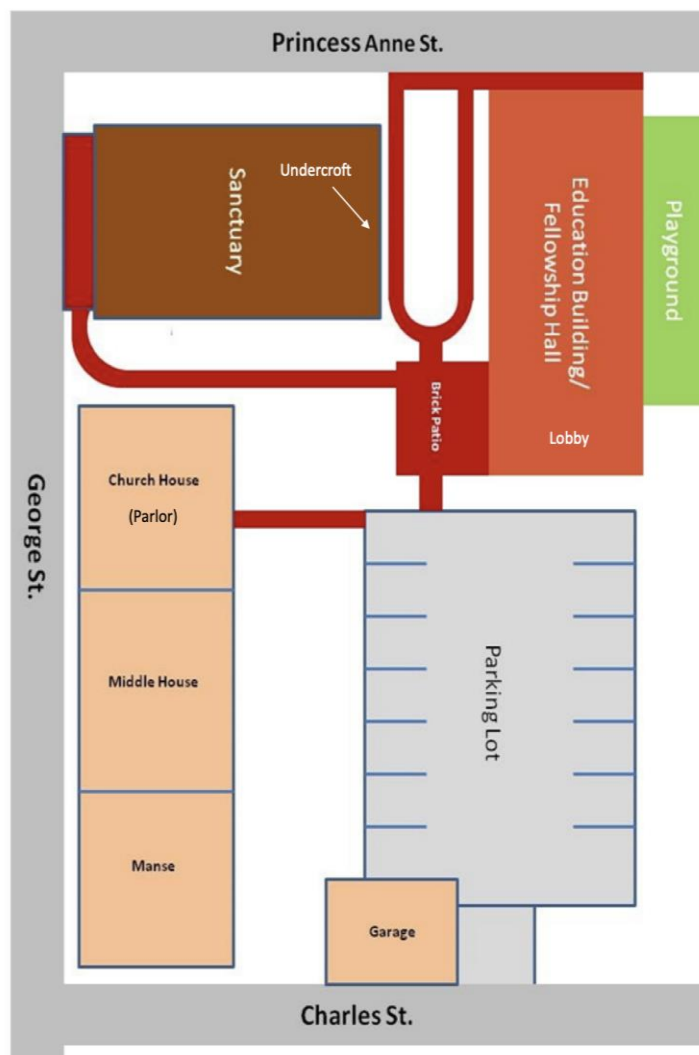 Princess Anne St.
Sanctuary
Undercroft
Education Building/
Fellowship Hall
Lobby
Playground
Brick Patio
George St.
Church House
(Parlor)
Middle House
Manse
Parking Lot
Garage
Charles St.